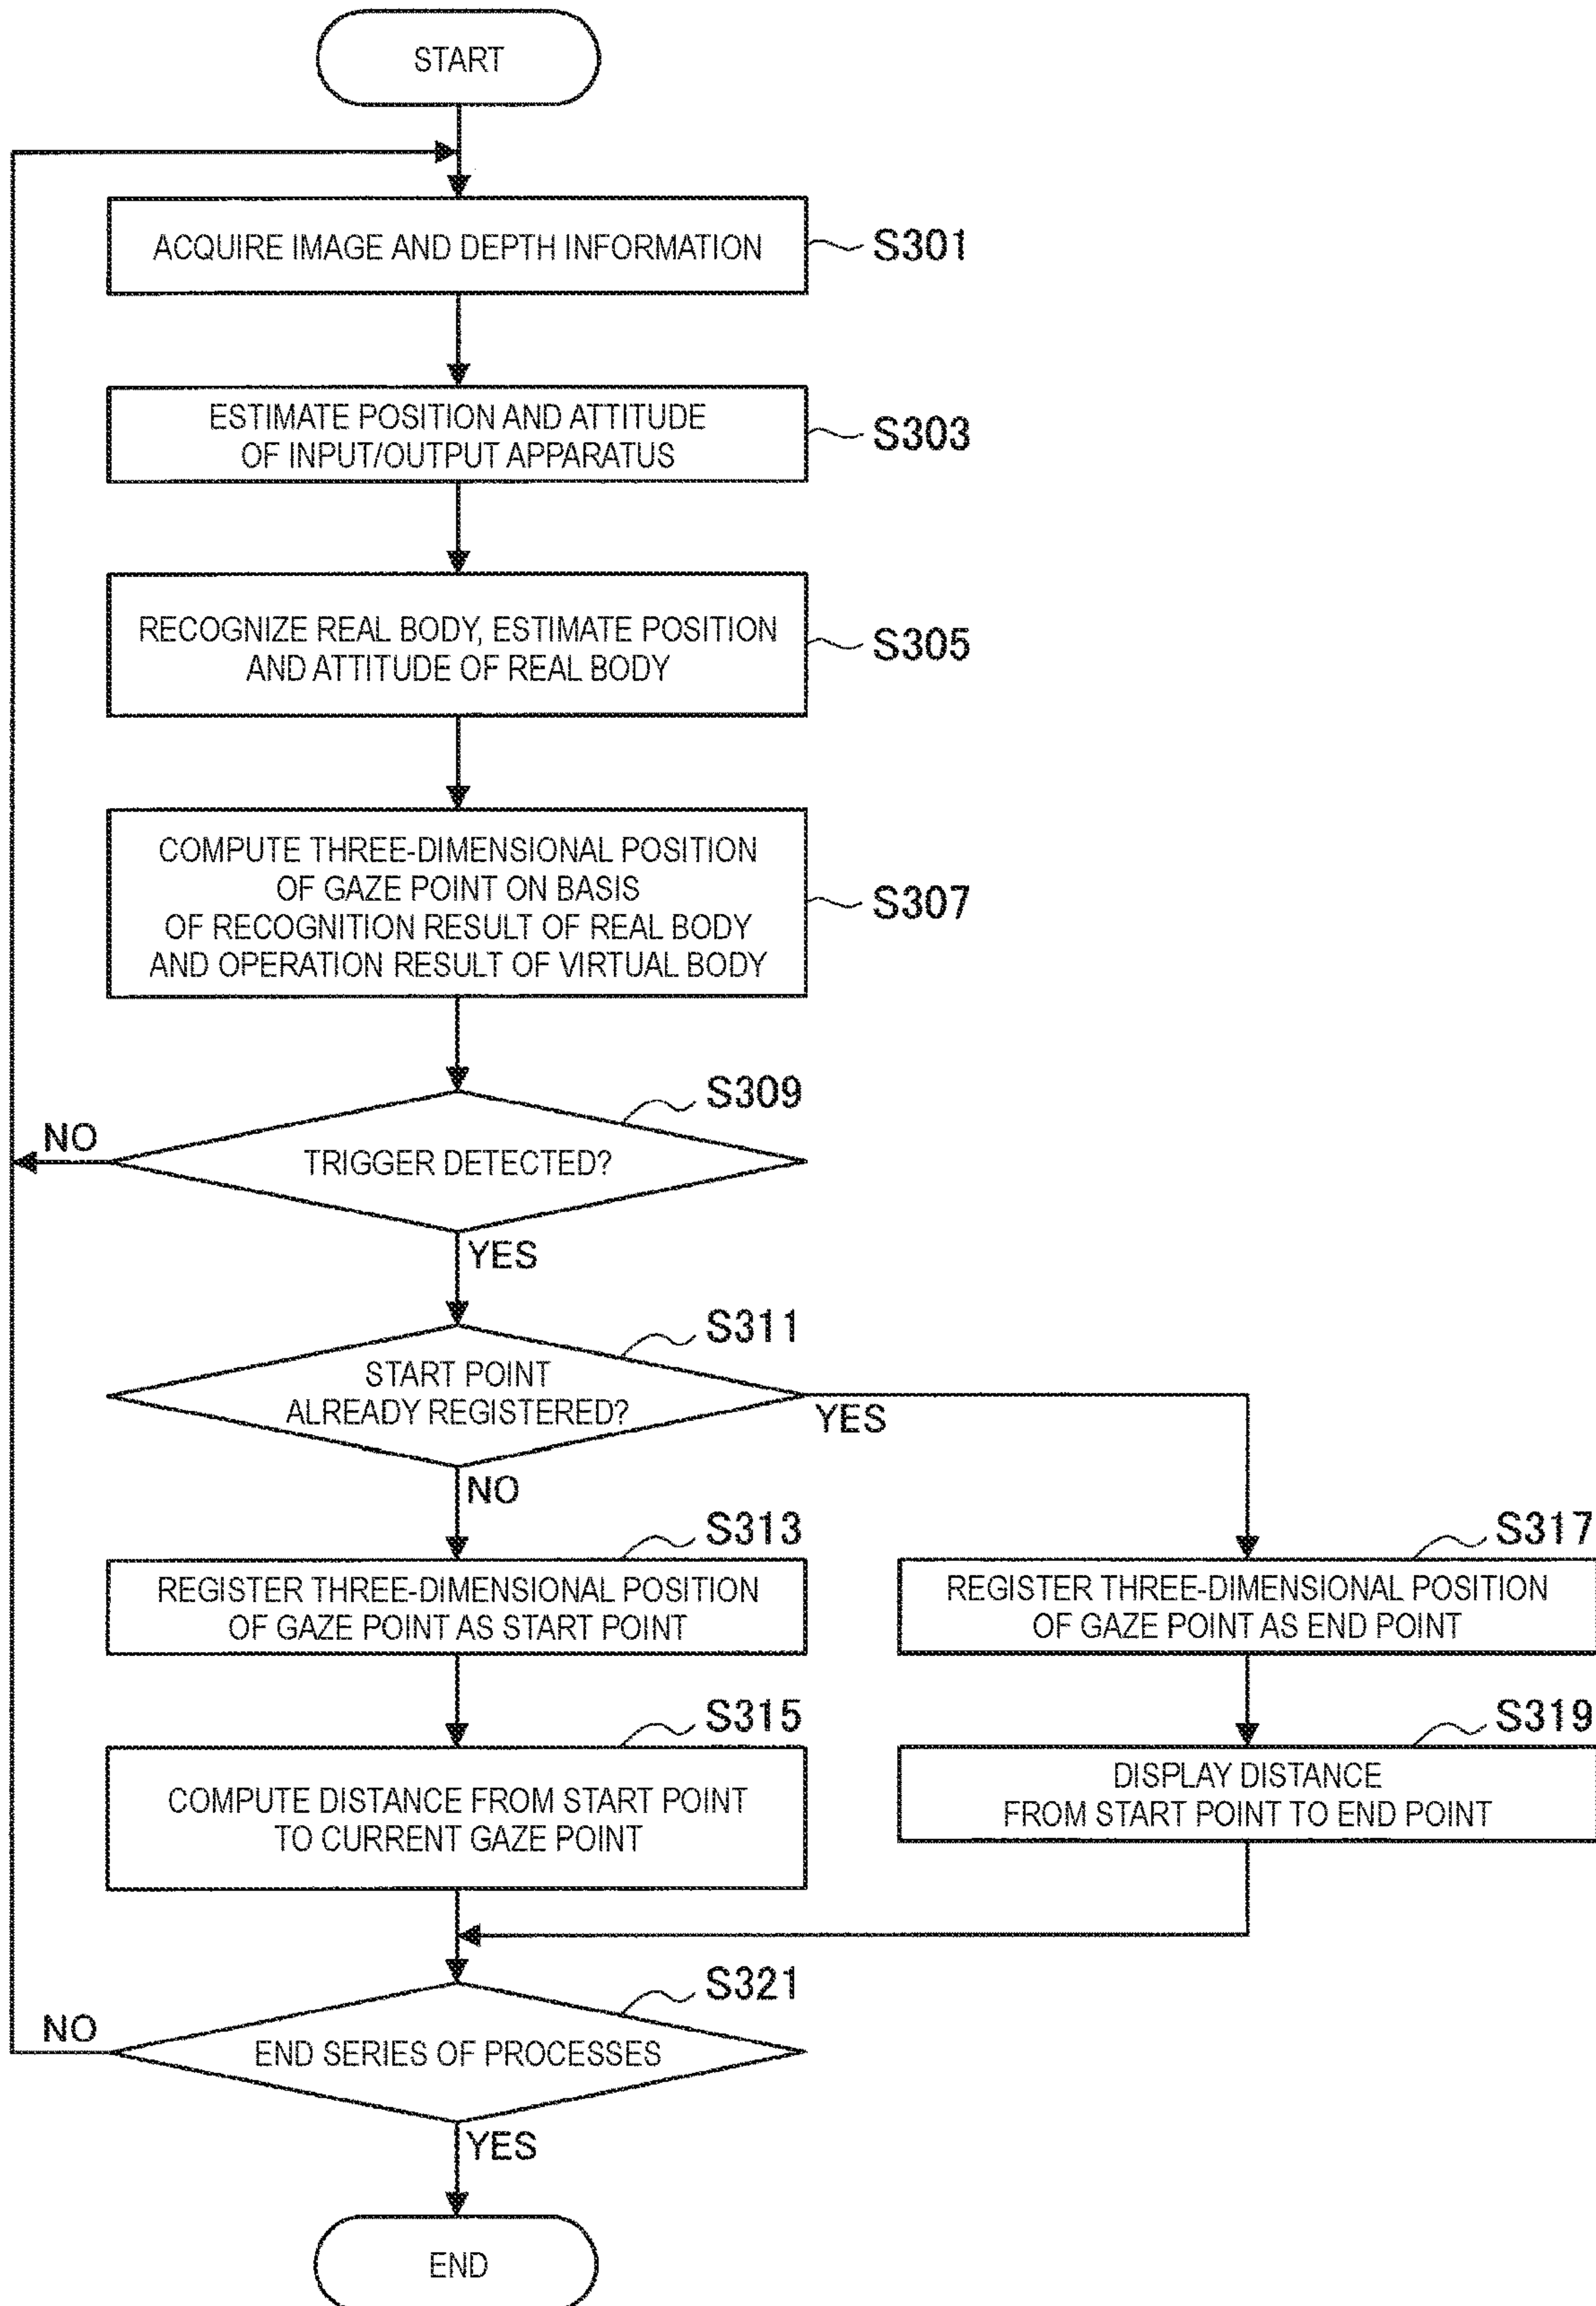 START
ACQUIRE IMAGE AND DEPTH INFORMATION
S301
ESTIMATE POSITION AND ATTITUDE
OF INPUT/OUTPUT APPARATUS
S303
RECOGNIZE REAL BODY, ESTIMATE POSITION
AND ATTITUDE OF REAL BODY
S305
COMPUTE THREE-DIMENSIONAL POSITION
OF GAZE POINT ON BASIS
OF RECOGNITION RESULT OF REAL BODY
AND OPERATION RESULT OF VIRTUAL BODY
S307
S309
NO
TRIGGER DETECTED?
YES
S311
START POINT
ALREADY REGISTERED?
YES
NO
S313
REGISTER THREE-DIMENSIONAL POSITION
OF GAZE POINT AS START POINT
S317
REGISTER THREE-DIMENSIONAL POSITION
OF GAZE POINT AS END POINT
S315
COMPUTE DISTANCE FROM START POINT
TO CURRENT GAZE POINT
S319
DISPLAY DISTANCE
FROM START POINT TO END POINT
S321
NO
END SERIES OF PROCESSES
YES
END